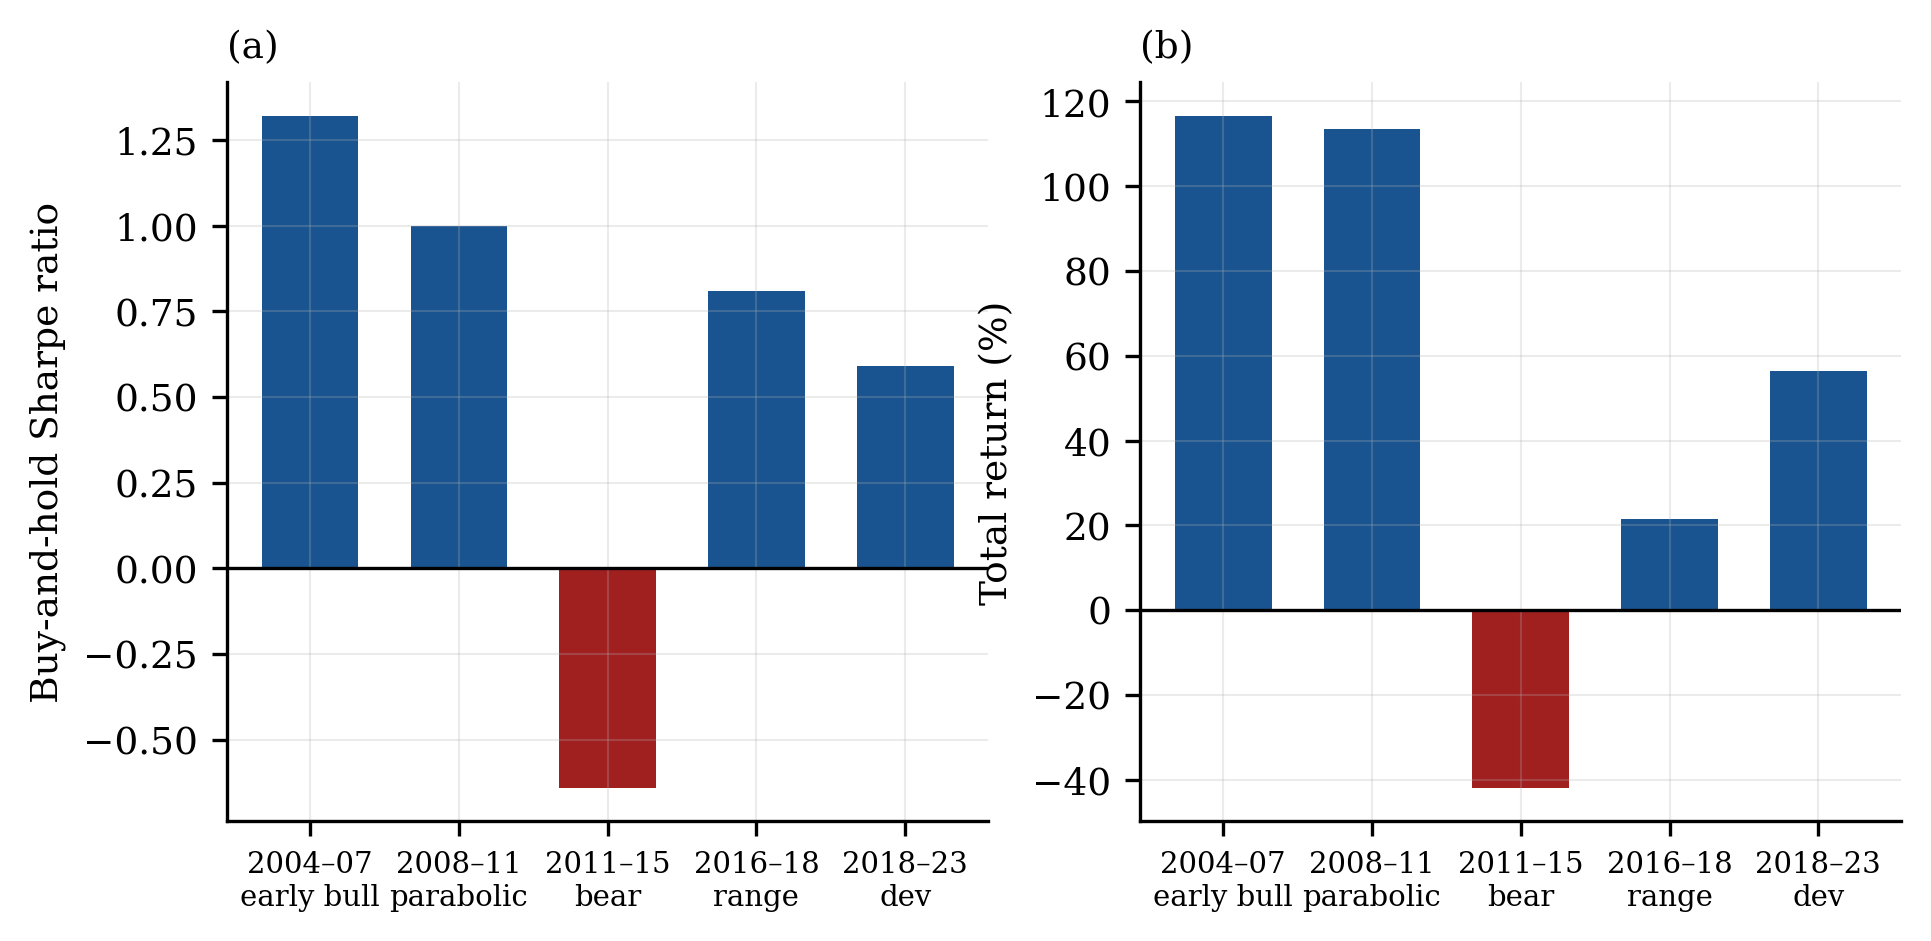 (a)
Buy-and-hold Sharpe ratio
1.25
1.00
0.75
0.50
0.25
0.00
−0.25
−0.50
2004–07
early bull
2008–11
parabolic
2011–15
bear
2016–18
range
2018–23
dev
(b)
Total return (%)
120
100
80
60
40
20
0
−20
−40
2004–07
early bull
2008–11
parabolic
2011–15
bear
2016–18
range
2018–23
dev